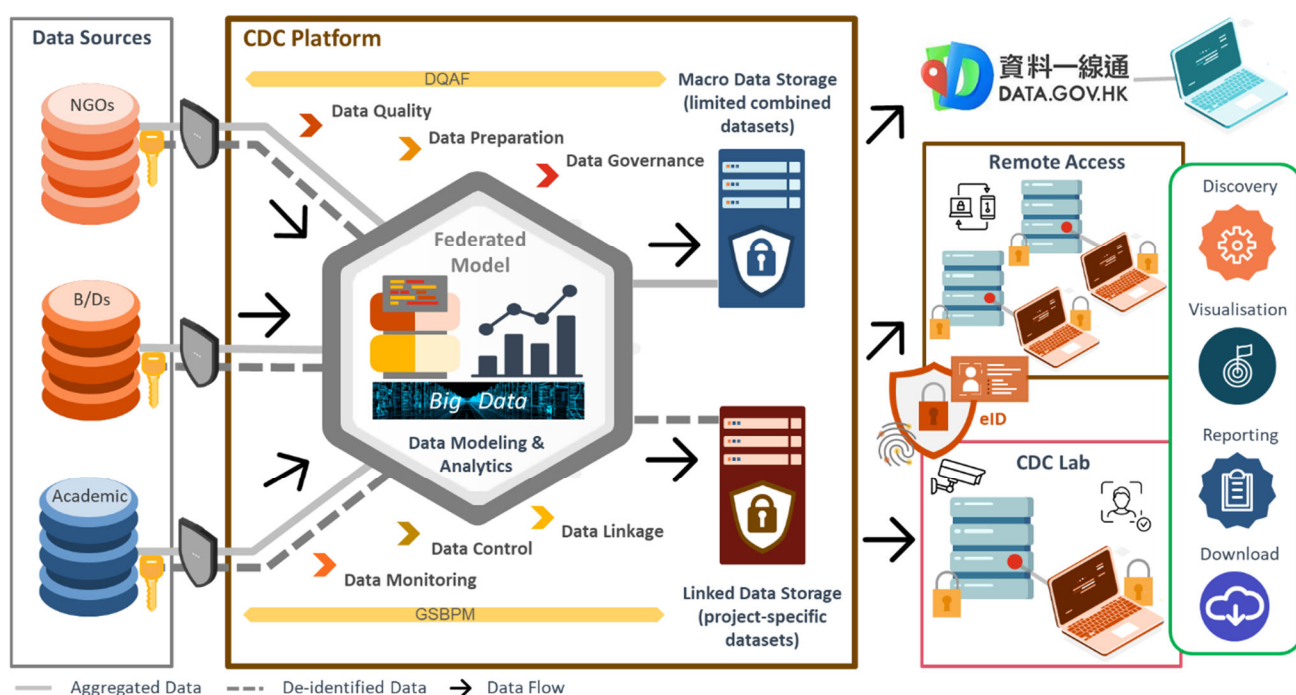 Data Sources
NGOs
B/Ds
Academic
CDC Platform
DQAF
Data Quality
Data Preparation
Data Governance
Federated
Model
Big Data
Data Modeling &
Analytics
Data Linkage
Data Control
Data Monitoring
GSBPM
Macro Data Storage
(limited combined
datasets)
Linked Data Storage
(project-specific
datasets)
資料一線通
DATA.GOV.HK
Remote Access
eID
CDC Lab
Discovery
Visualisation
Reporting
Download
Aggregated Data
De-identified Data
Data Flow